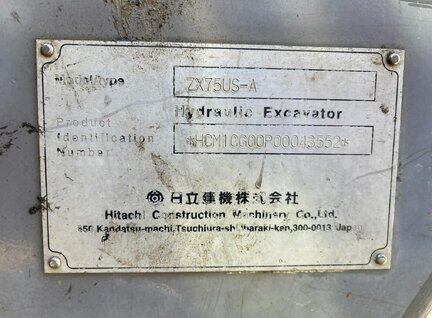 Model/type ZX75US-A
Hydraulic Excavator
Product
Identification *HCM1CG00P00043552*
Number
日立建機株式会社
Hitachi Construction Machinery Co.,Ltd.
650 Kandatsu-machi,Tsuchiura-shi,Ibaraki-ken,300-0013 Japan